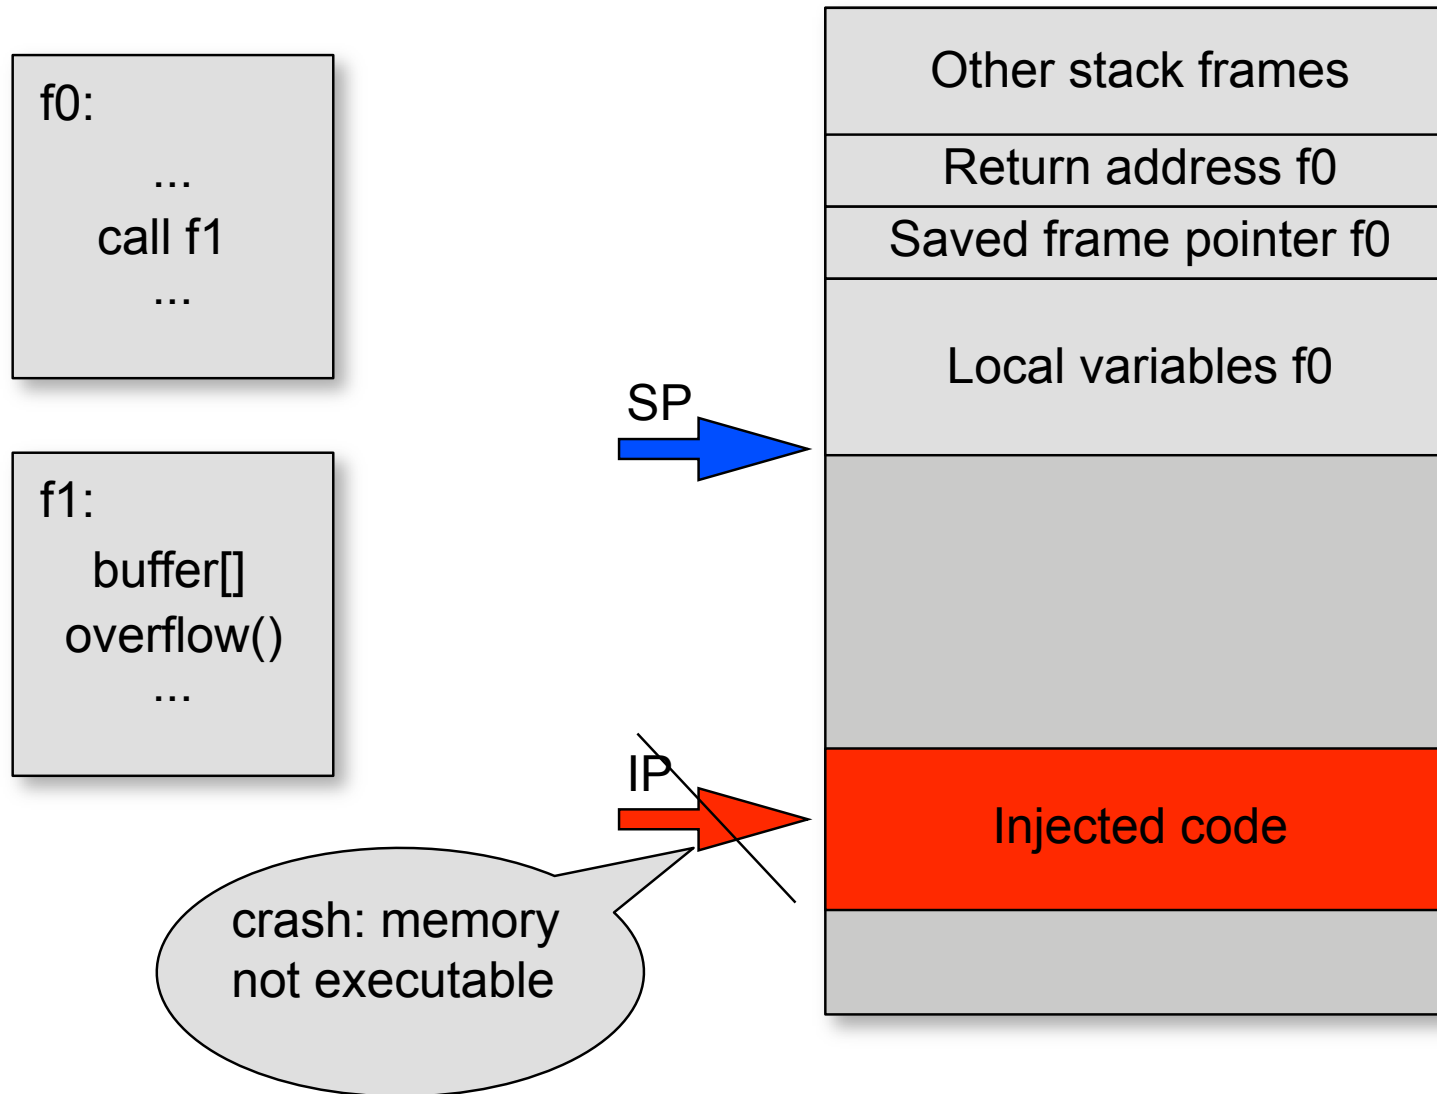 f0:
...
call f1
...
f1:
buffer[]
overflow()
...
SP
IP
crash: memory
not executable
Other stack frames
Return address f0
Saved frame pointer f0
Local variables f0
Injected code